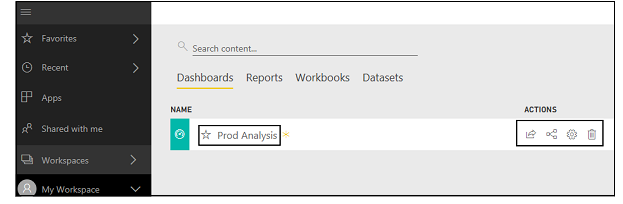 Favorites
Recent
Apps
Shared with me
Workspaces
My Workspace
Search content...
Dashboards Reports Workbooks Datasets
NAME ACTIONS
Prod Analysis